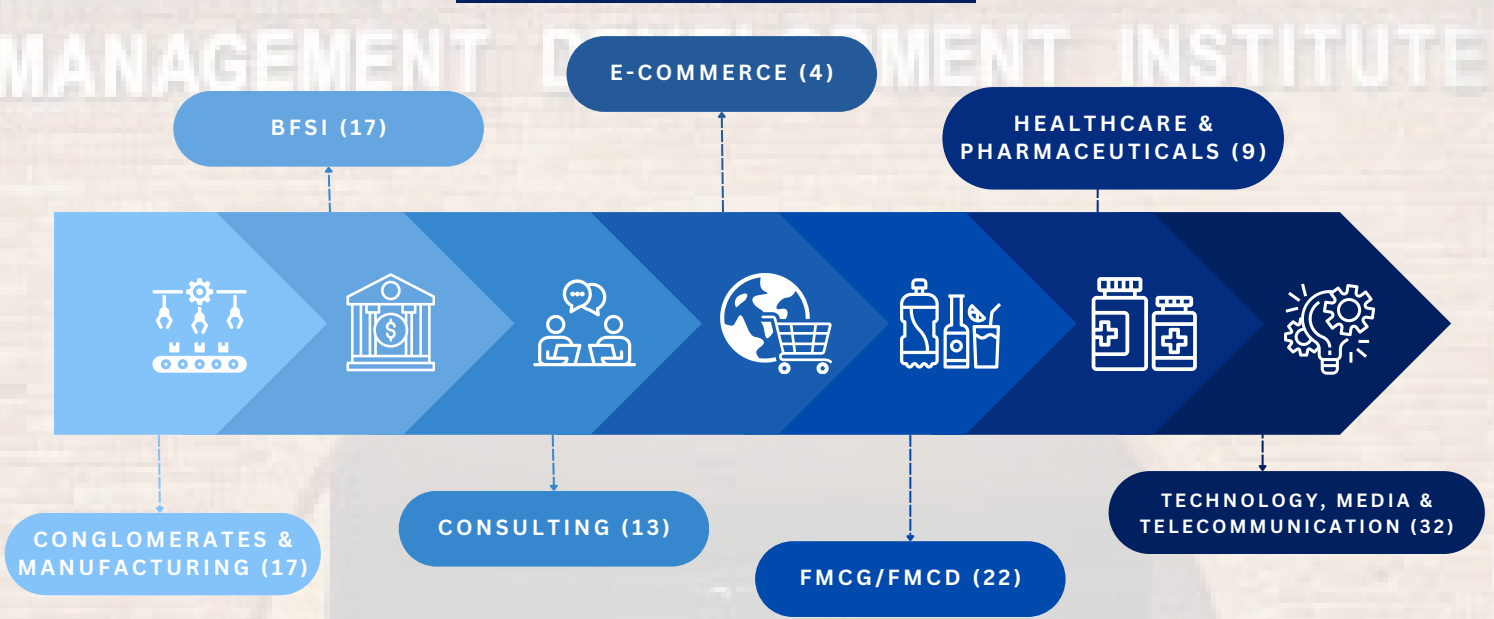 MANAGEMENT D MENT INSTITUTE
E-COMMERCE (4)
BFSI (17)
HEALTHCARE &
PHARMACEUTICALS (9)
$
CONGLOMERATES &
MANUFACTURING (17)
CONSULTING (13)
FMCG/FMCD (22)
TECHNOLOGY, MEDIA &
TELECOMMUNICATION (32)